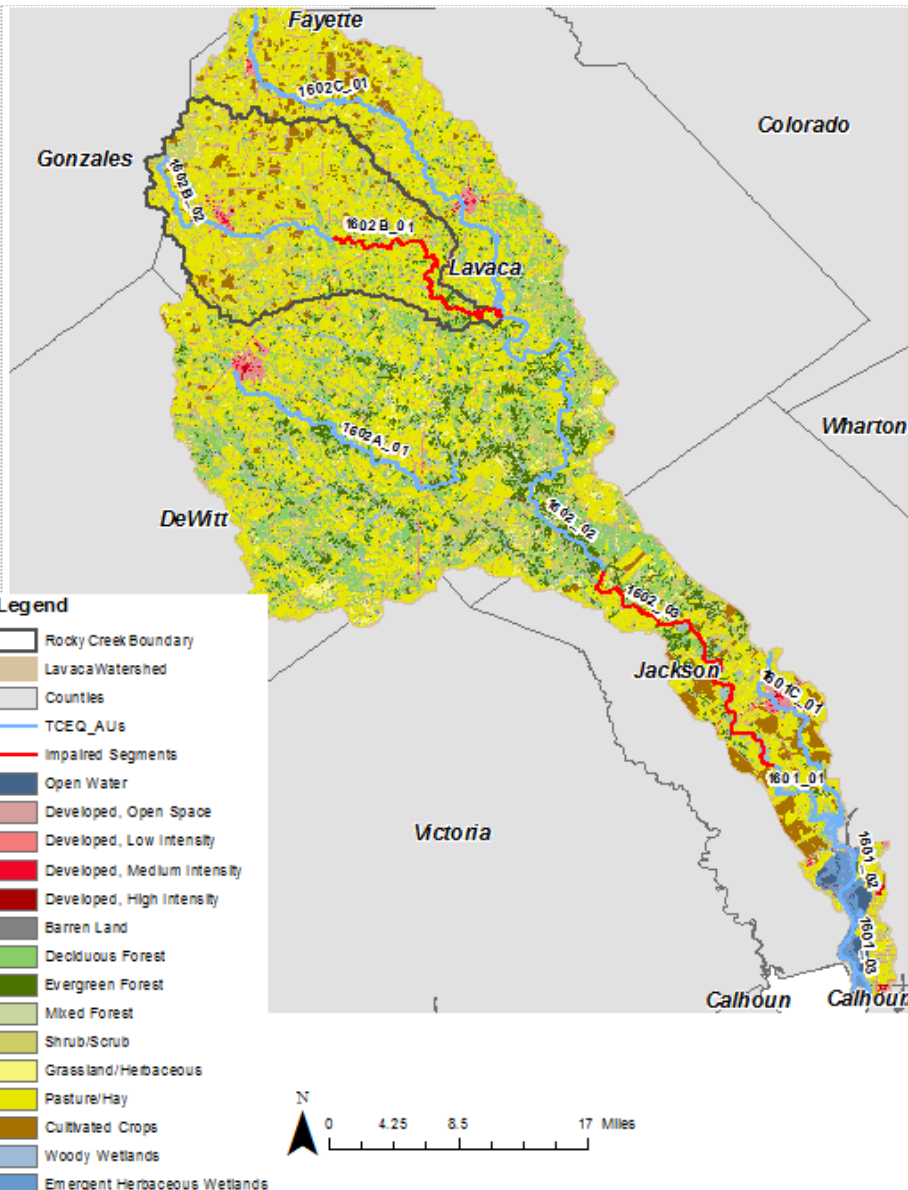 Fayette
1602C_01
Colorado
Gonzales
1602B_02
1602B_01
Lavaca
1602A_01
Wharton
DeWitt
1602_02
1602_03
Jackson
1601C_01
1601_01
Victoria
1601_02
1601_03
Calhoun
Calhoun
Legend
Rocky Creek Boundary
LavacaWatershed
Counties
TCEQ_AUs
Impaired Segments
Open Water
Developed, Open Space
Developed, Low Intensity
Developed, Medium Intensity
Developed, High Intensity
Barren Land
Deciduous Forest
Evergreen Forest
Mixed Forest
Shrub/Scrub
Grassland/Herbaceous
Pasture/Hay
Cultivated Crops
Woody Wetlands
Emergent Herbaceous Wetlands
N
0 4.25 8.5 17 Miles